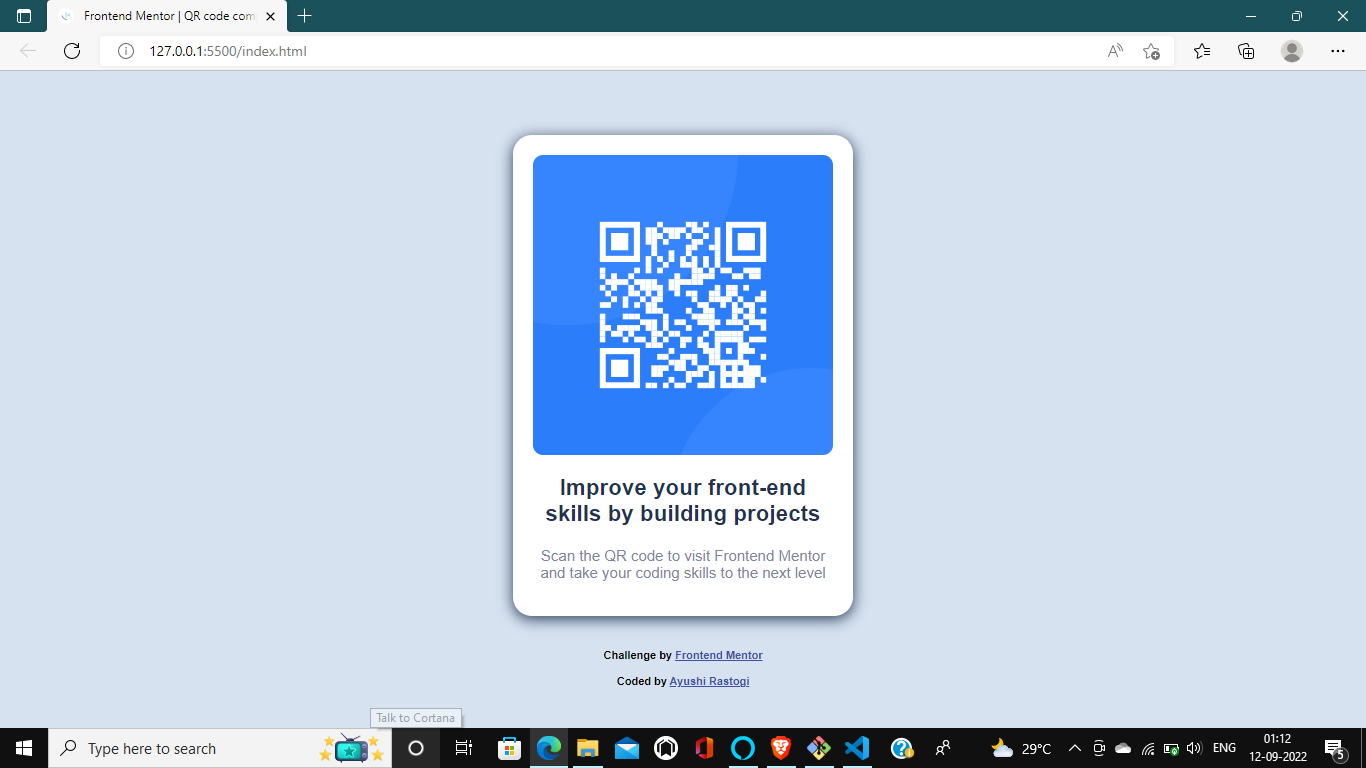 Frontend Mentor | QR code com
127.0.0.1:5500/index.html
Improve your front-end
skills by building projects
Scan the QR code to visit Frontend Mentor
and take your coding skills to the next level
Challenge by Frontend Mentor
Coded by Ayushi Rastogi
Talk to Cortana
Type here to search
29°C
ENG
01:12
12-09-2022
5